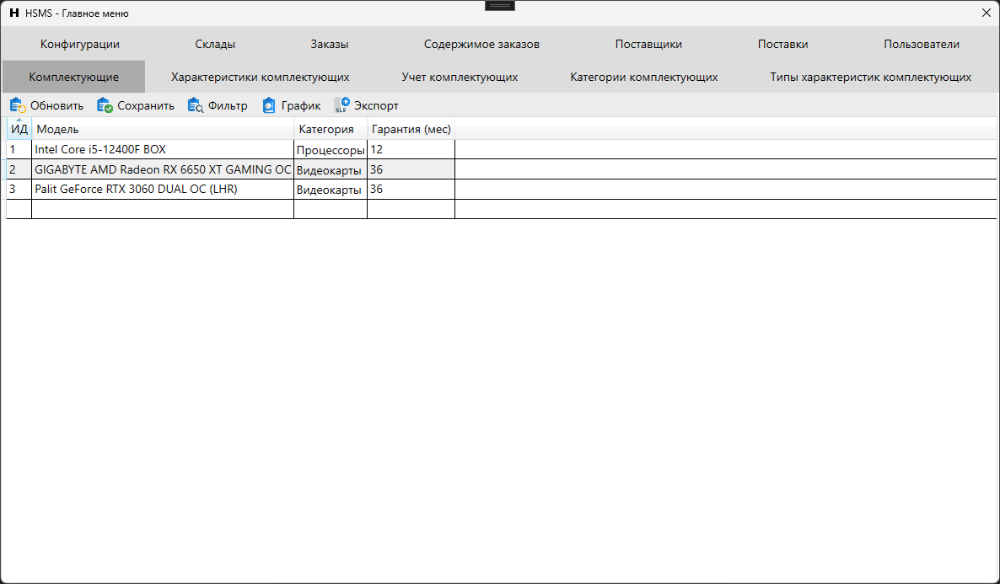 H HSMS - Главное меню
Конфигурации Склады Заказы Содержимое заказов Поставщики Поставки Пользователи
Комплектующие Характеристики комплектующих Учет комплектующих Категории комплектующих Типы характеристик комплектующих
Обновить Сохранить Фильтр График XLS Экспорт
ИД Модель Категория Гарантия (мес)
1 Intel Core i5-12400F BOX Процессоры 12
2 GIGABYTE AMD Radeon RX 6650 XT GAMING OC Видеокарты 36
3 Palit GeForce RTX 3060 DUAL OC (LHR) Видеокарты 36